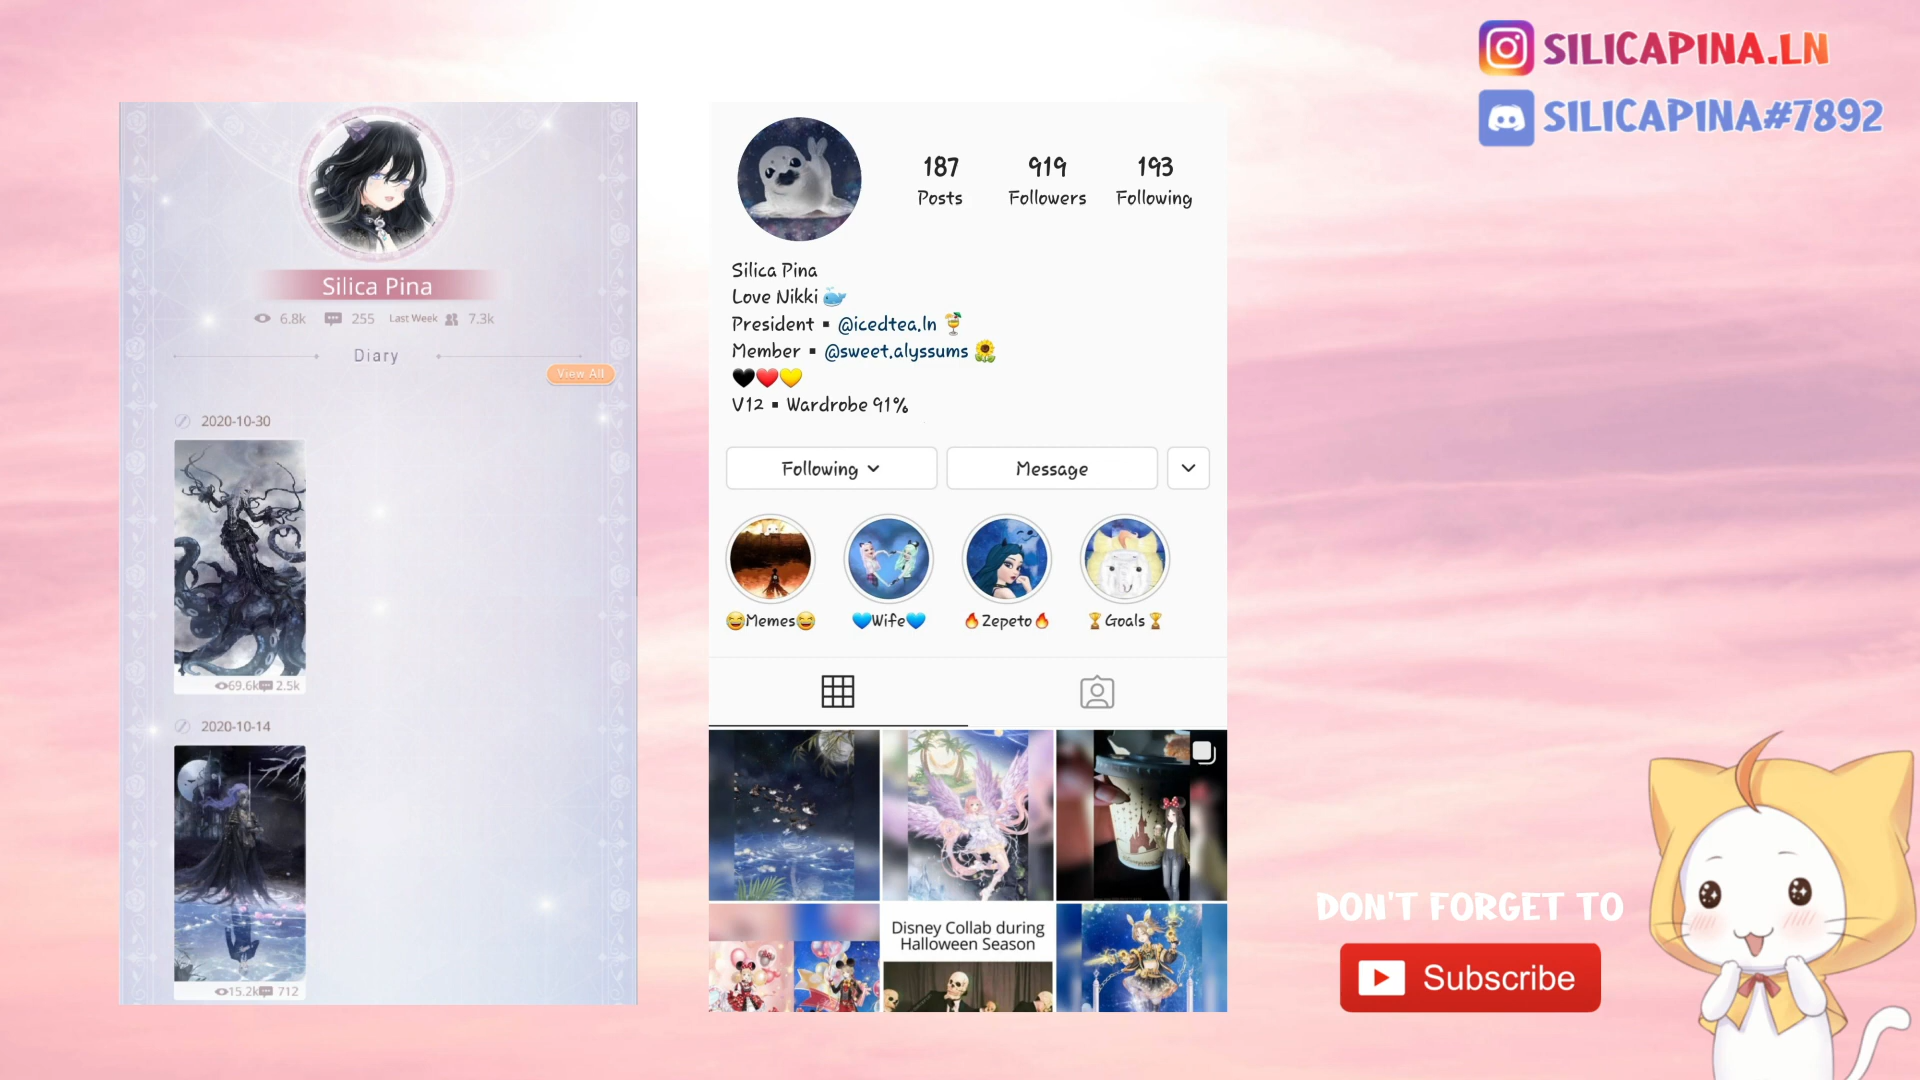 SILICAPINA.LN
SILICAPINA#7892
Silica Pina
6.8k 255 Last Week 7.3k
Diary
View All
2020-10-30
69.6k 2.5k
2020-10-14
15.2k 712
187 919 193
Posts Followers Following
Silica Pina
Love Nikki 🐳
President ▪ @icedtea.ln 🍹
Member ▪ @sweet.alyssums 🌻
🖤❤️💛
V12 ▪ Wardrobe 91%
Following Message
😂Memes😂 💙Wife💙 🔥Zepeto🔥 🏆Goals🏆
Disney Collab during
Halloween Season
DON'T FORGET TO
Subscribe